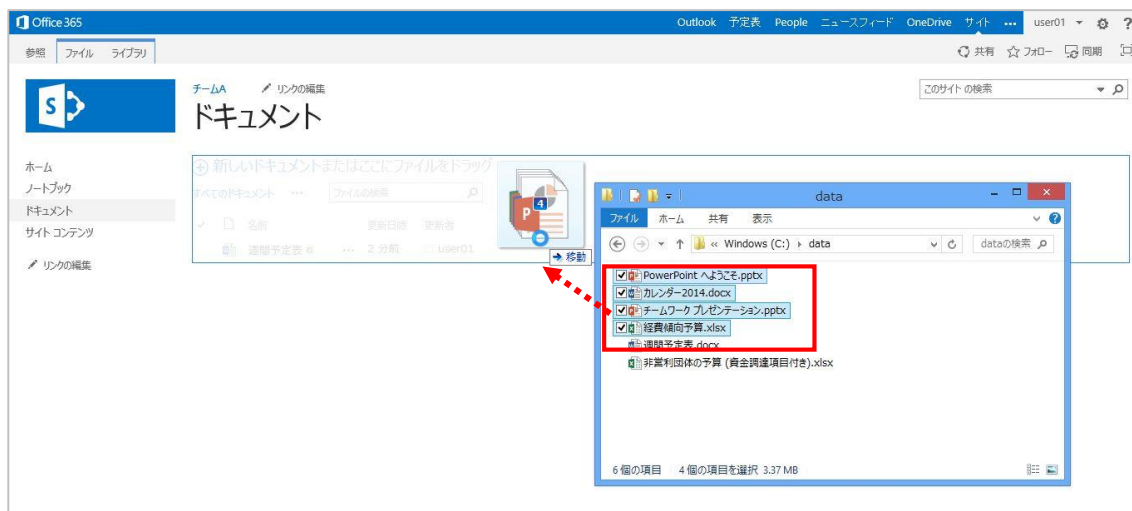 Office 365 Outlook 予定表 People ニュースフィード OneDrive サイト ... user01 ?
参照 ファイル ライブラリ 共有 フォロー 同期
チームA リンクの編集 このサイト の検索
ドキュメント
S
ホーム
ノートブック
ドキュメント
サイト コンテンツ
リンクの編集
新しいドキュメントまたはここにファイルをドラッグ
すべてのドキュメント ... ファイルの検索
名前 更新日時 更新者
週間予定表 ... 2 分前 user01
P 4
移動
data
ファイル ホーム 共有 表示
« Windows (C:) data dataの検索
PowerPoint へようこそ.pptx
カレンダー2014.docx
チームワーク プレゼンテーション.pptx
経費傾向予算.xlsx
週間予定表.docx
非営利団体の予算 (資金調達項目付き).xlsx
6 個の項目 4 個の項目を選択 3.37 MB